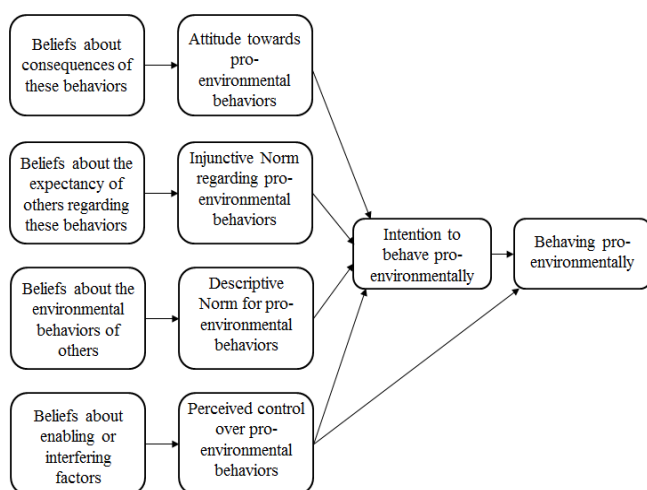 Beliefs about
consequences of
these behaviors
Attitude towards
pro-
environmental
behaviors
Beliefs about the
expectancy of
others regarding
these behaviors
Injunctive Norm
regarding pro-
environmental
behaviors
Beliefs about the
environmental
behaviors of
others
Descriptive
Norm for pro-
environmental
behaviors
Beliefs about
enabling or
interfering
factors
Perceived control
over pro-
environmental
behaviors
Intention to
behave pro-
environmentally
Behaving pro-
environmentally